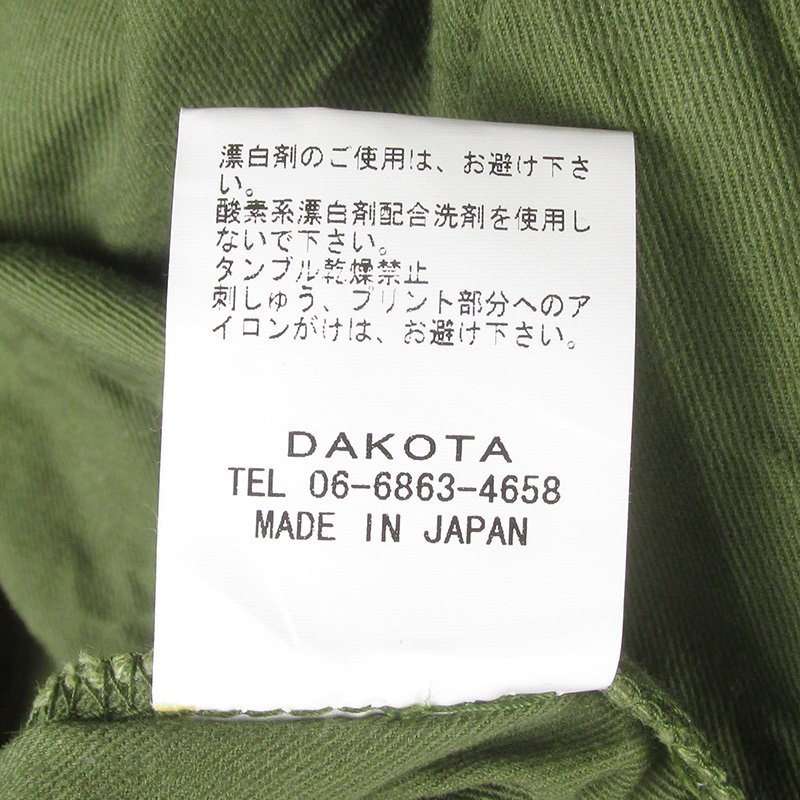 漂白剤のご使用は、お避け下さ
い。
酸素系漂白剤配合洗剤を使用し
ないで下さい。
タンブル乾燥禁止
刺しゅう、プリント部分へのア
イロンがけは、お避け下さい。
DAKOTA
TEL 06-6863-4658
MADE IN JAPAN